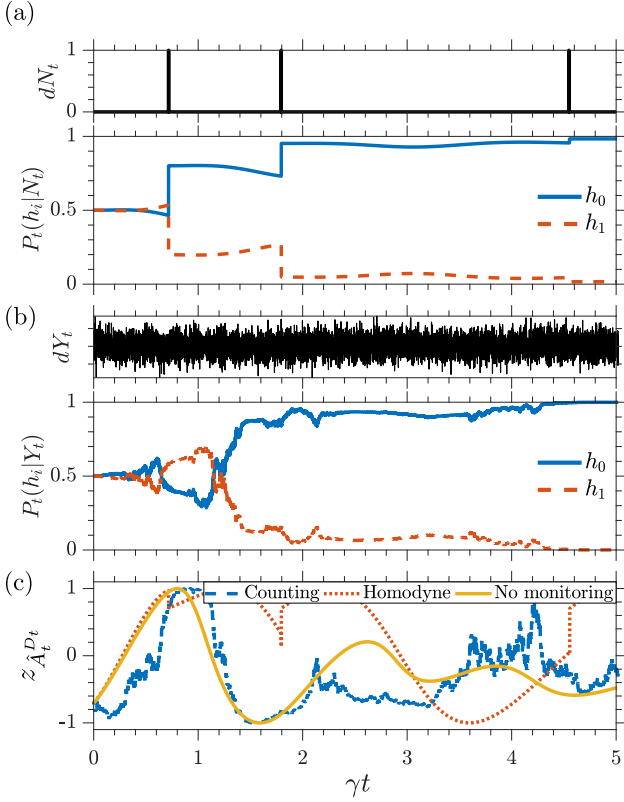 (a)
1
dN_t
0
1
P_t(h_i|N_t)
0.5
h_0
h_1
0
(b)
dY_t
1
P_t(h_i|Y_t)
0.5
h_0
h_1
0
(c)
1
Counting Homodyne No monitoring
z_{Â_t^{D_t}}
0
-1
0 1 2 3 4 5
γt